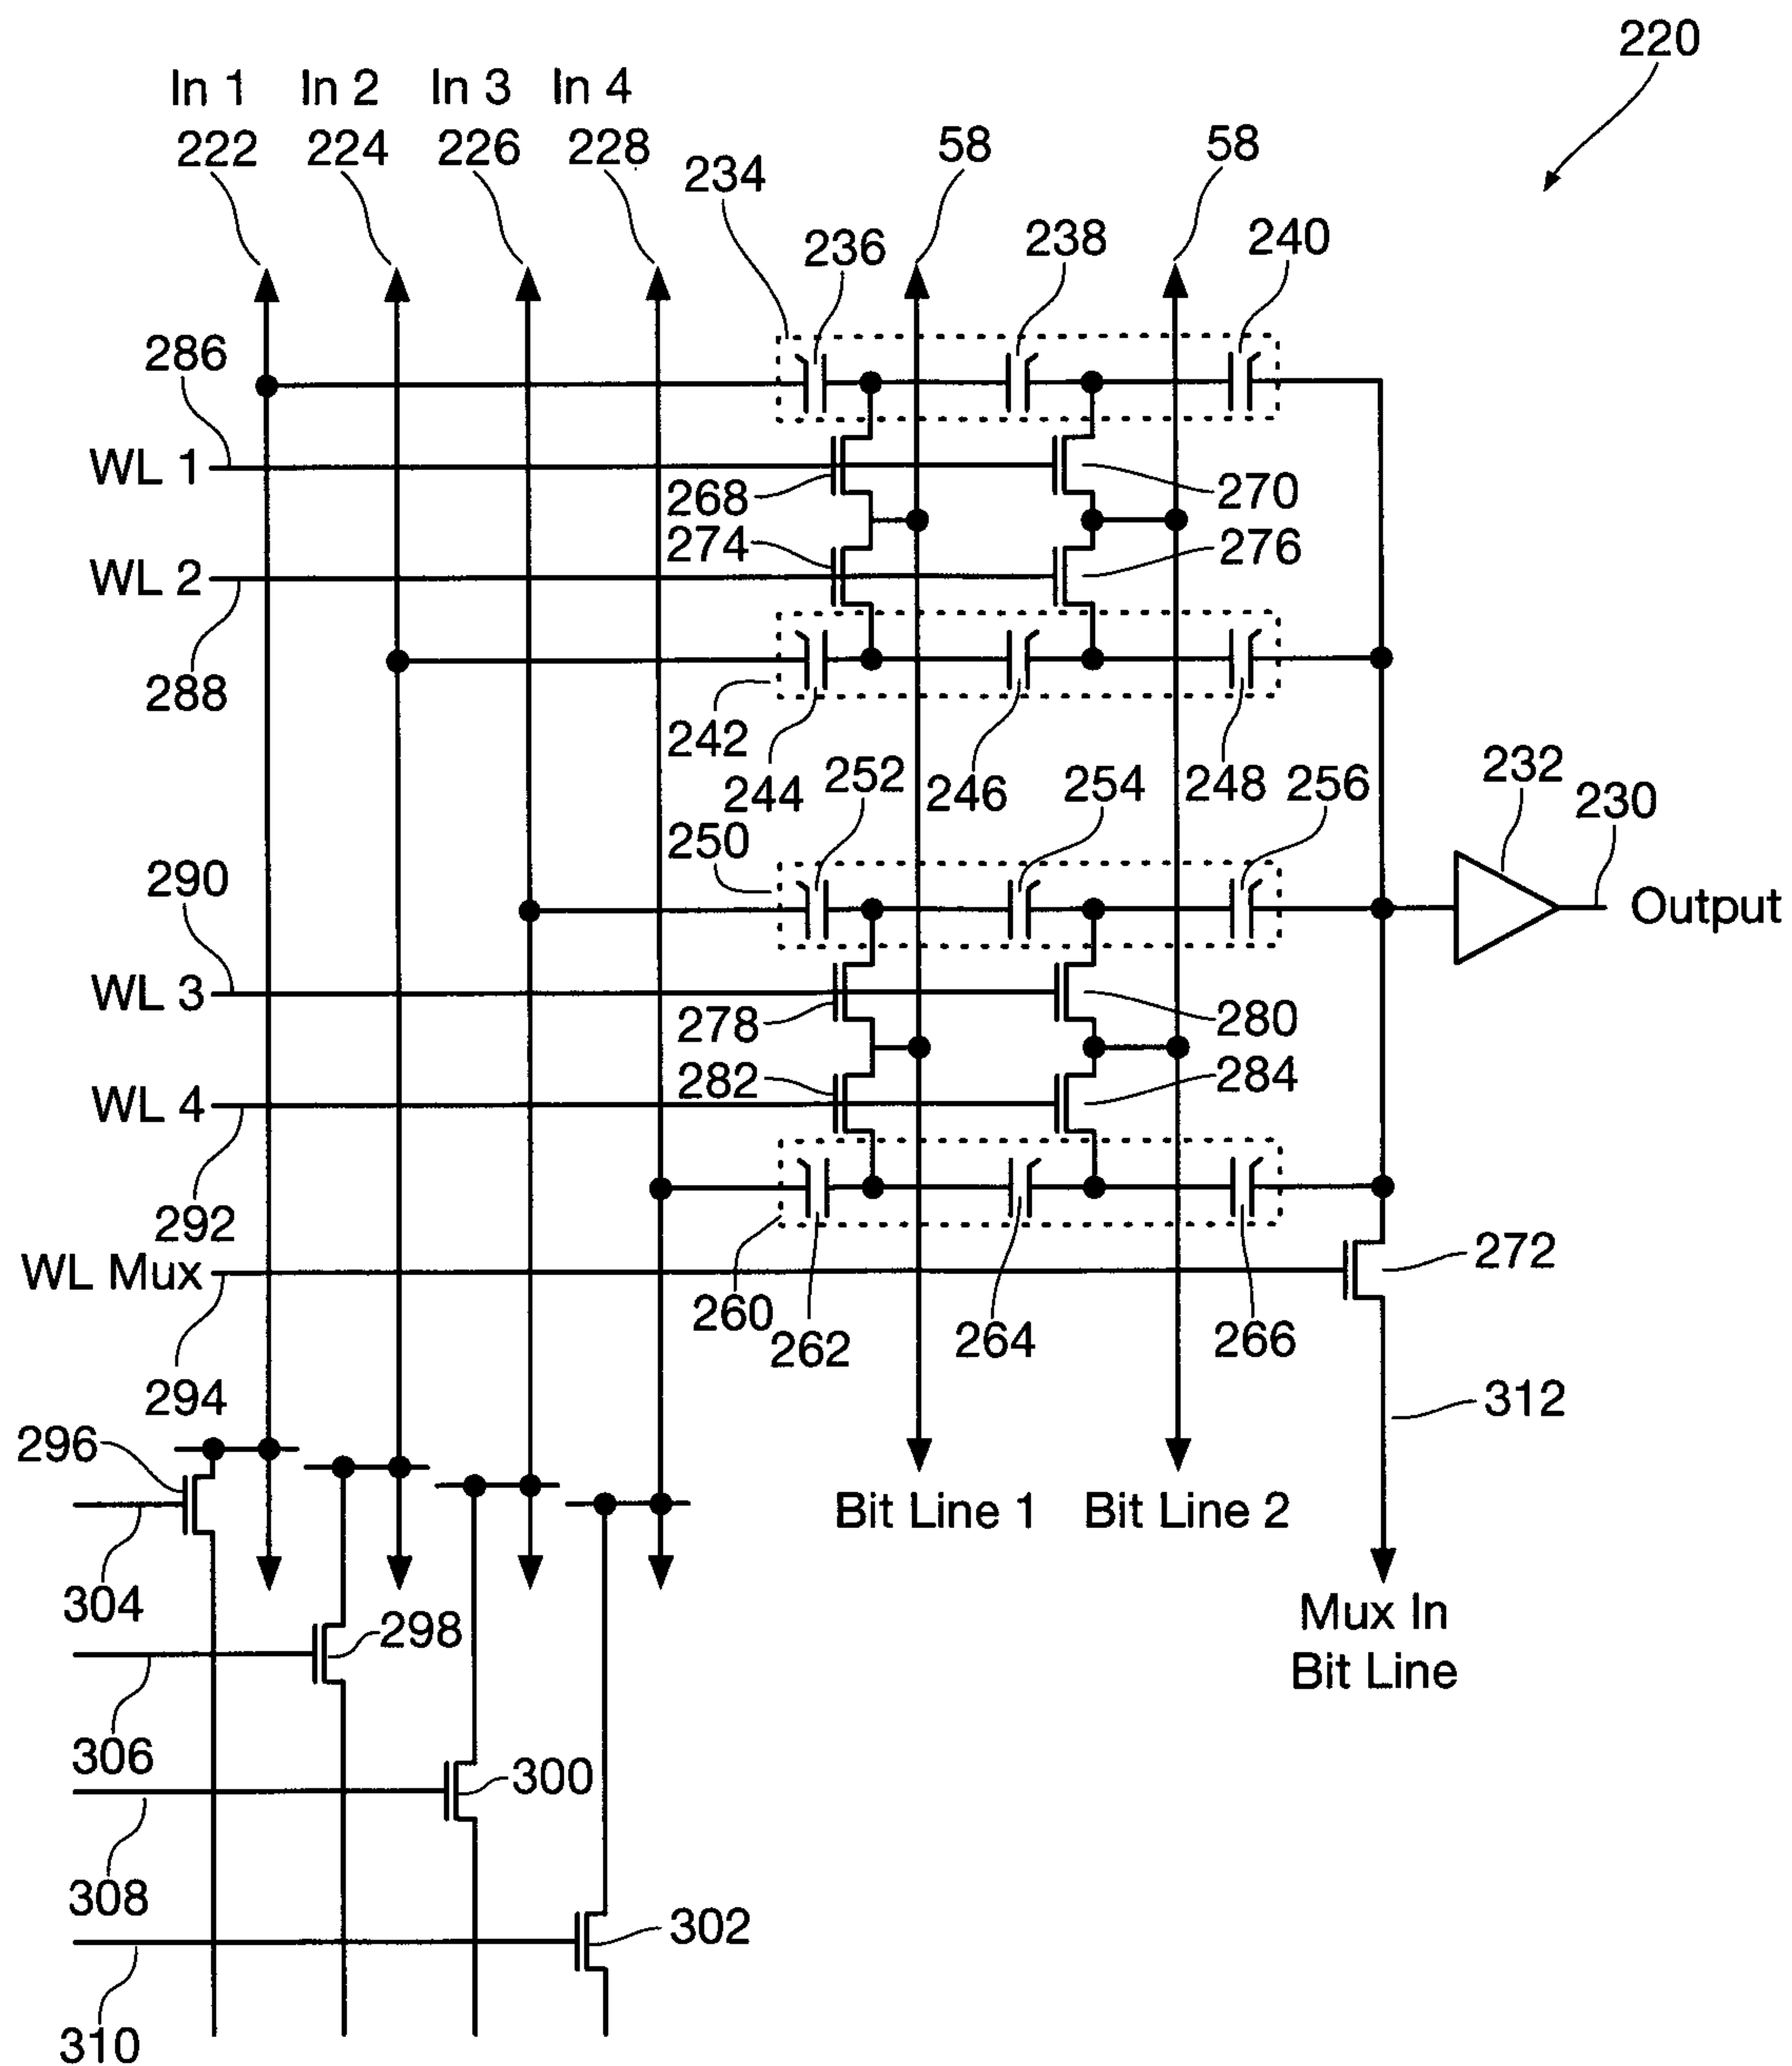 220
In 1 In 2 In 3 In 4
222 224 226 228
58 58
234
236 238 240
286
WL 1
268 270
274 276
WL 2
288
242
244 246 248
252 254 256
250
232
230
290
Output
WL 3
278 280
282 284
WL 4
292
WL Mux
272
260
262 264 266
294
312
296
Bit Line 1 Bit Line 2
304
298
Mux In
Bit Line
306
300
308
302
310